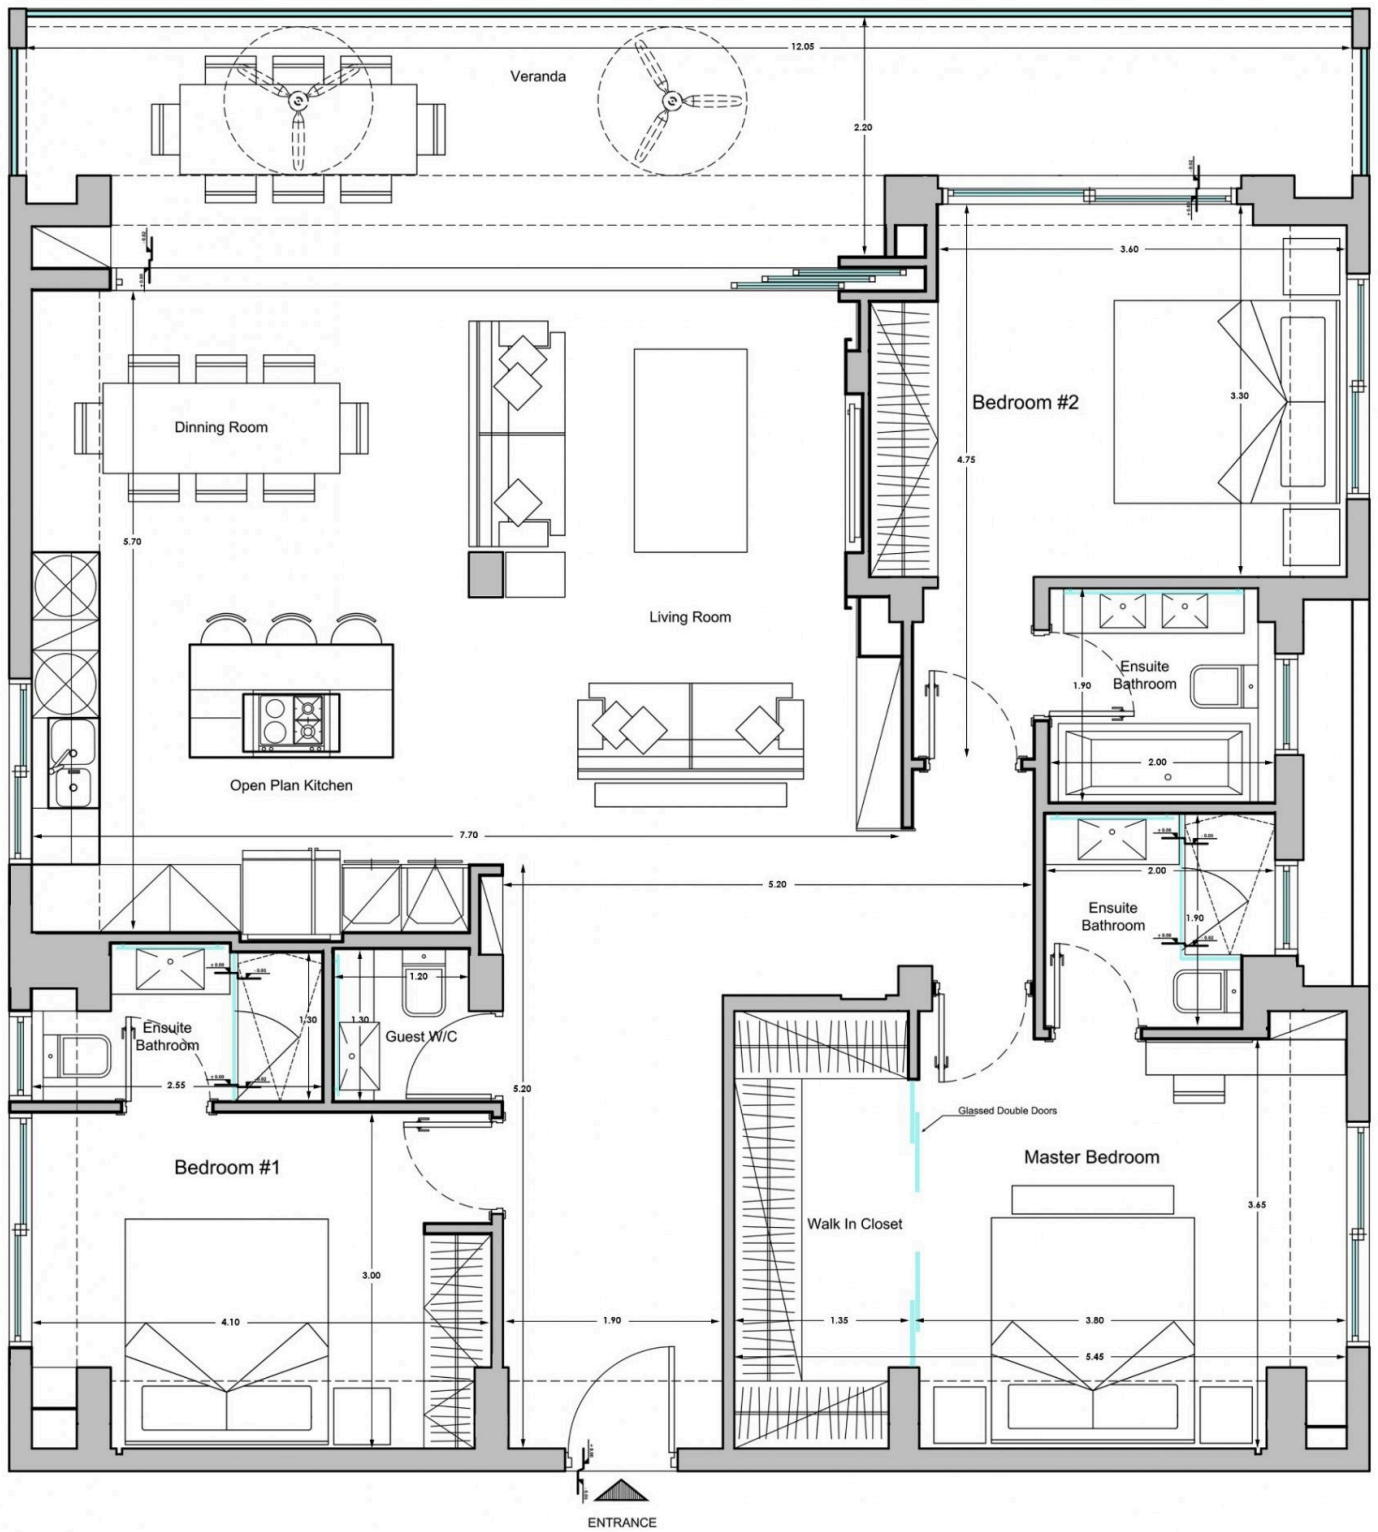 12.05
Veranda
2.20
3.60
Bedroom #2
3.30
Dinning Room
4.75
5.70
Living Room
Ensuite
Bathroom
1.90
2.00
Open Plan Kitchen
7.70
5.20
2.00
Ensuite
Bathroom
1.90
1.20
1.30
1.30
Ensuite
Bathroom
Guest W/C
2.55
5.20
Glassed Double Doors
Bedroom #1
Master Bedroom
3.65
Walk In Closet
3.00
4.10
1.90
1.35
3.80
5.45
ENTRANCE